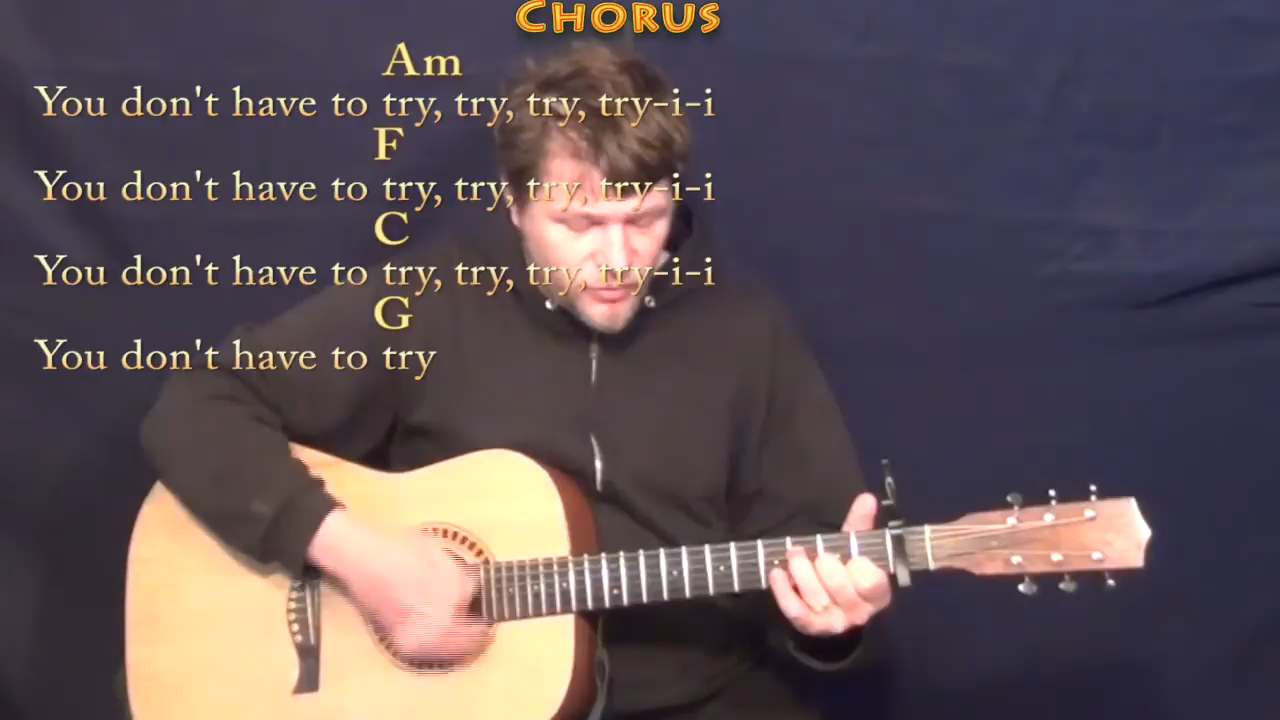 CHORUS
Am
You don't have to try, try, try, try-i-i
F
You don't have to try, try, try, try-i-i
C
You don't have to try, try, try, try-i-i
G
You don't have to try